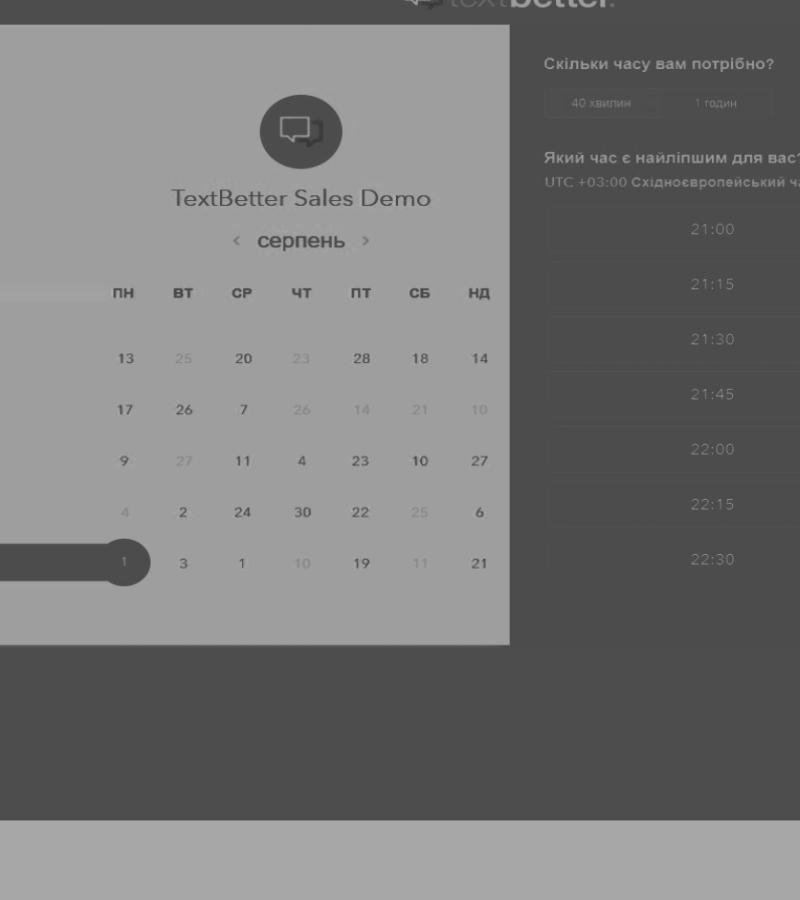 textbetter.
TextBetter Sales Demo
‹ серпень ›
ПН ВТ СР ЧТ ПТ СБ НД
13 25 20 23 28 18 14
17 26 7 26 14 21 10
9 27 11 4 23 10 27
4 2 24 30 22 25 6
1 3 1 10 19 11 21
Скільки часу вам потрібно?
40 хвилин 1 годин
Який час є найліпшим для вас?
UTC +03:00 Східноєвропейський ча
21:00
21:15
21:30
21:45
22:00
22:15
22:30